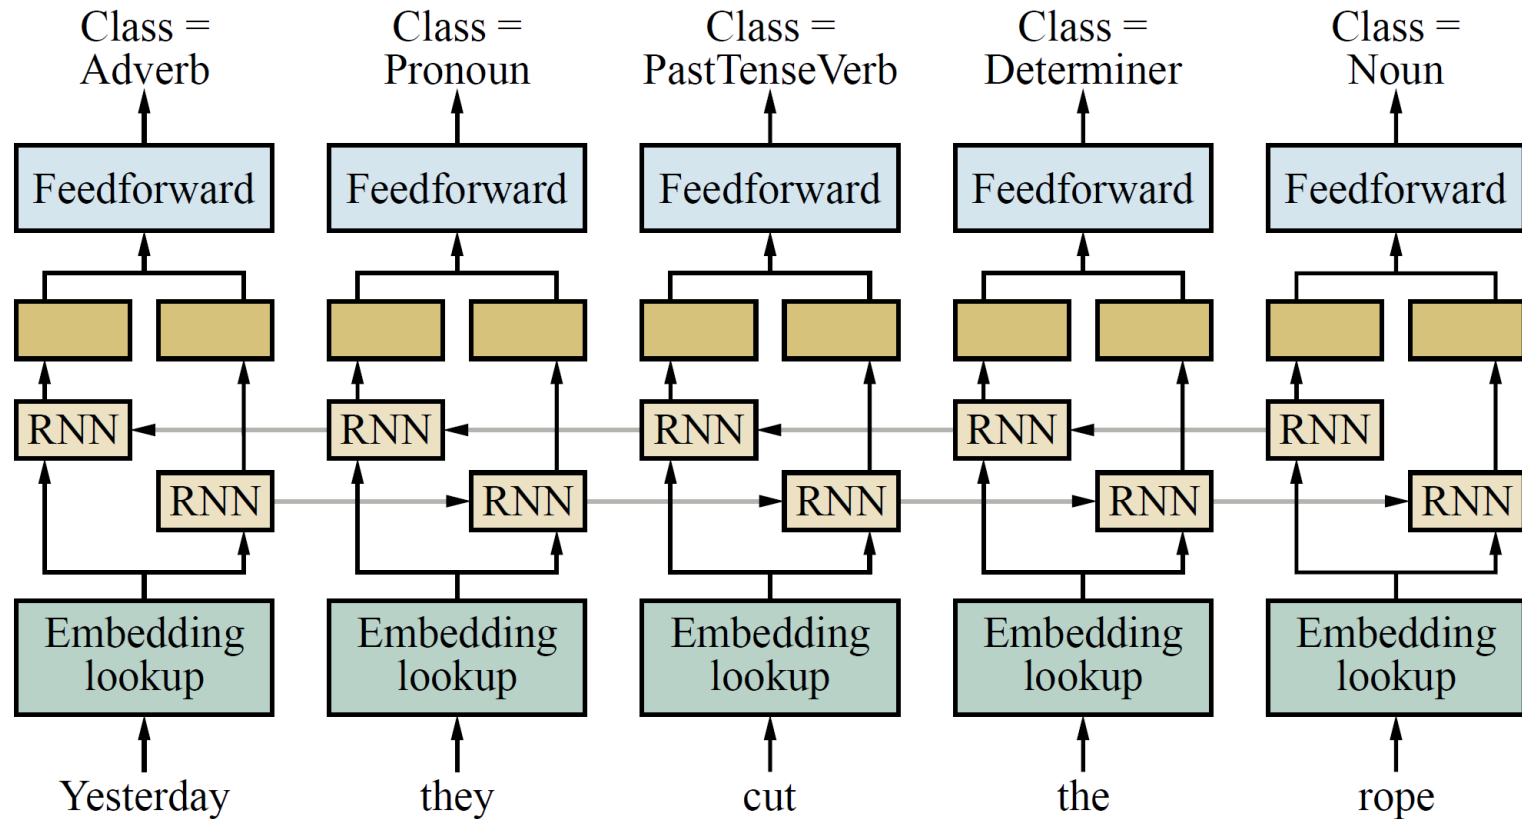 Class = Class = Class = Class = Class =
Adverb Pronoun PastTenseVerb Determiner Noun
Feedforward Feedforward Feedforward Feedforward Feedforward
RNN RNN RNN RNN RNN
RNN RNN RNN RNN RNN
Embedding Embedding Embedding Embedding Embedding
lookup lookup lookup lookup lookup
Yesterday they cut the rope